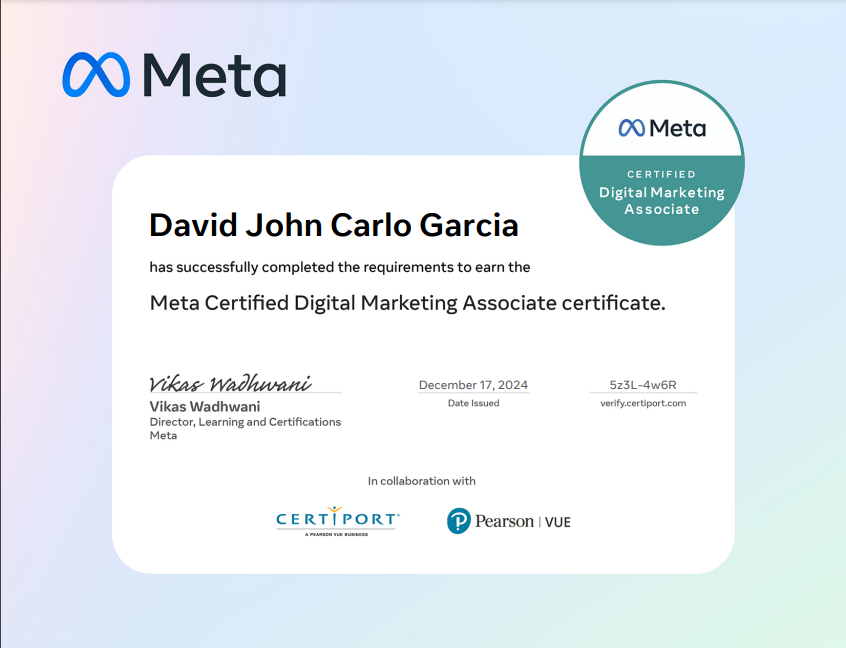 Meta
Meta
CERTIFIED
Digital Marketing
Associate
David John Carlo Garcia
has successfully completed the requirements to earn the
Meta Certified Digital Marketing Associate certificate.
Vikas Wadhwani
Vikas Wadhwani
Director, Learning and Certifications
Meta
December 17, 2024
Date Issued
5z3L-4w6R
verify.certiport.com
In collaboration with
CERTIPORT
A PEARSON VUE BUSINESS
Pearson | VUE